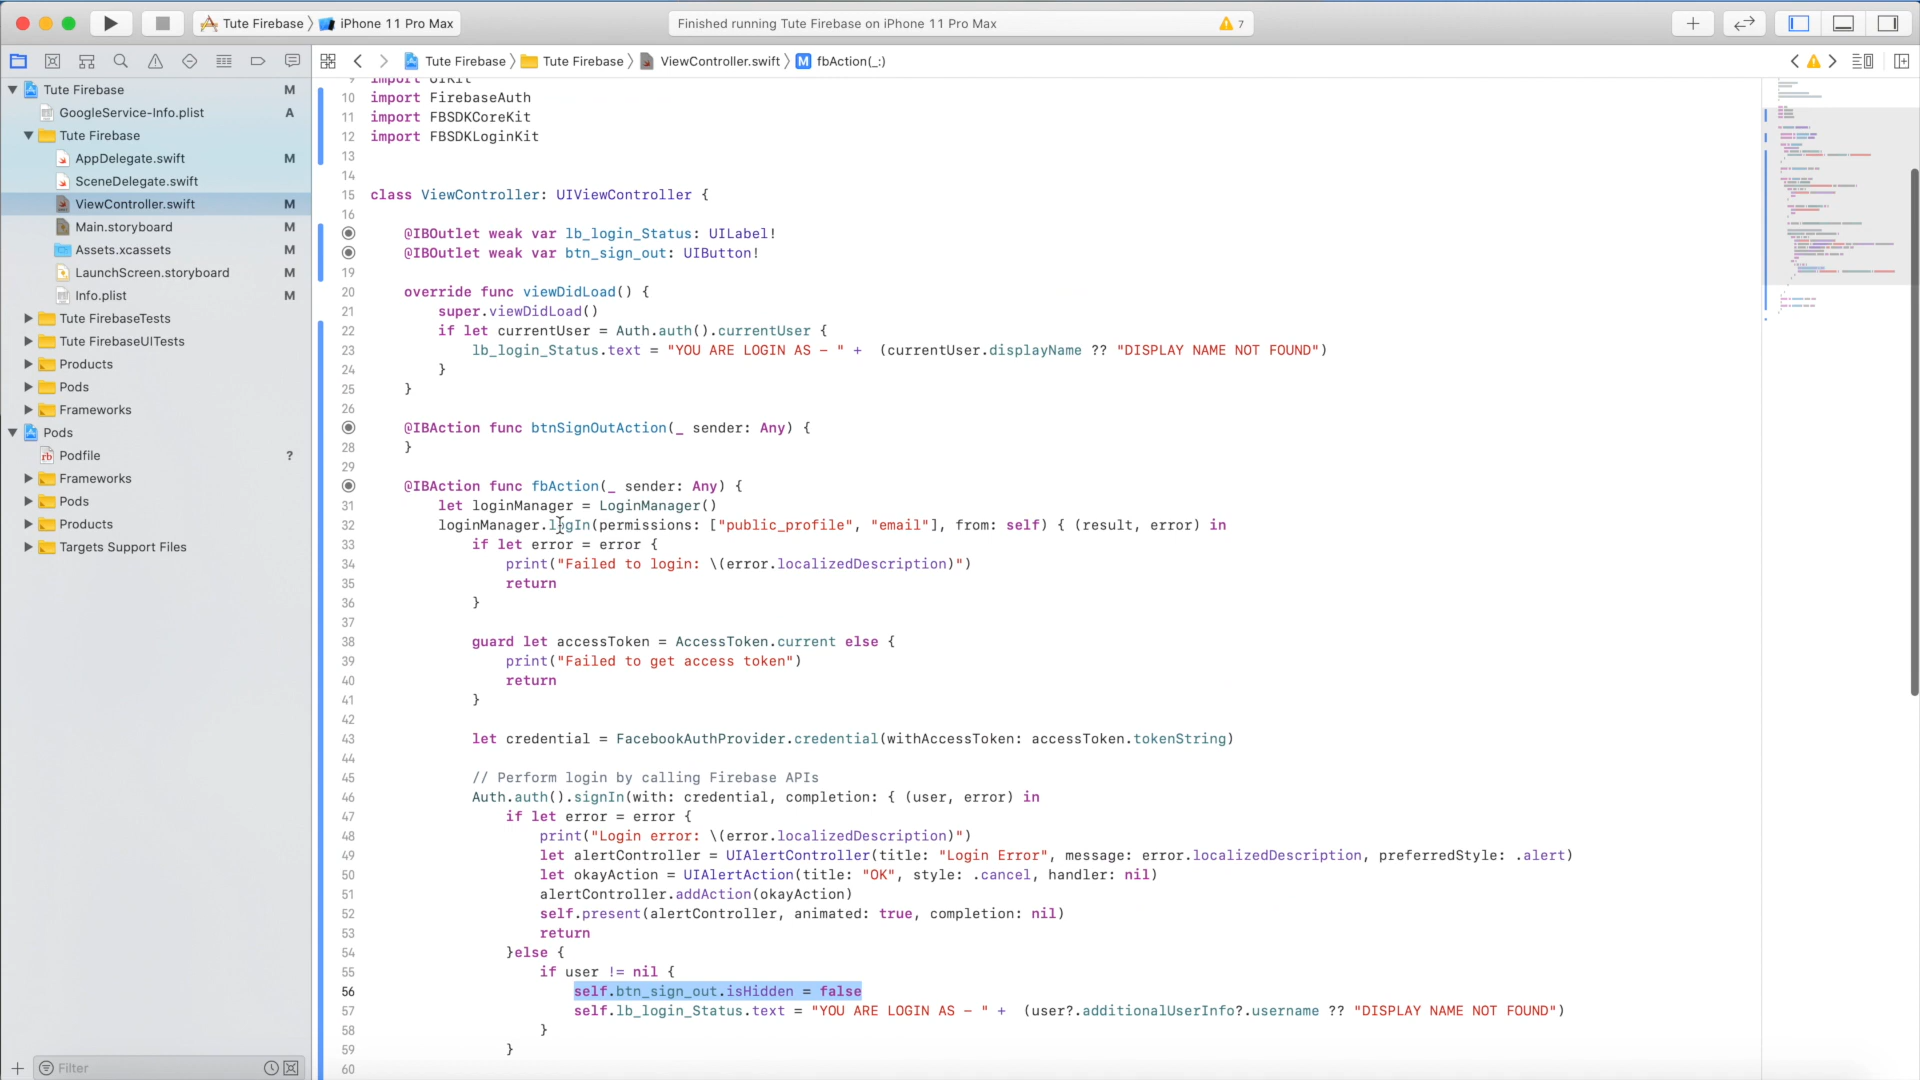 Tute Firebase iPhone 11 Pro Max
Finished running Tute Firebase on iPhone 11 Pro Max
7
Tute Firebase Tute Firebase ViewController.swift M fbAction(_:)
Tute Firebase M
GoogleService-Info.plist A
Tute Firebase
AppDelegate.swift M
SceneDelegate.swift
ViewController.swift M
Main.storyboard M
Assets.xcassets M
LaunchScreen.storyboard M
Info.plist M
Tute FirebaseTests
Tute FirebaseUITests
Products
Pods
Frameworks
Pods
rb Podfile ?
Frameworks
Pods
Products
Targets Support Files
Filter
9 import UIKit
10 import FirebaseAuth
11 import FBSDKCoreKit
12 import FBSDKLoginKit
13
14
15 class ViewController: UIViewController {
16
@IBOutlet weak var lb_login_Status: UILabel!
@IBOutlet weak var btn_sign_out: UIButton!
19
20 override func viewDidLoad() {
21 super.viewDidLoad()
22 if let currentUser = Auth.auth().currentUser {
23 lb_login_Status.text = "YOU ARE LOGIN AS – " + (currentUser.displayName ?? "DISPLAY NAME NOT FOUND")
24 }
25 }
26
@IBAction func btnSignOutAction(_ sender: Any) {
28 }
29
@IBAction func fbAction(_ sender: Any) {
31 let loginManager = LoginManager()
32 loginManager.logIn(permissions: ["public_profile", "email"], from: self) { (result, error) in
33 if let error = error {
34 print("Failed to login: \(error.localizedDescription)")
35 return
36 }
37
38 guard let accessToken = AccessToken.current else {
39 print("Failed to get access token")
40 return
41 }
42
43 let credential = FacebookAuthProvider.credential(withAccessToken: accessToken.tokenString)
44
45 // Perform login by calling Firebase APIs
46 Auth.auth().signIn(with: credential, completion: { (user, error) in
47 if let error = error {
48 print("Login error: \(error.localizedDescription)")
49 let alertController = UIAlertController(title: "Login Error", message: error.localizedDescription, preferredStyle: .alert)
50 let okayAction = UIAlertAction(title: "OK", style: .cancel, handler: nil)
51 alertController.addAction(okayAction)
52 self.present(alertController, animated: true, completion: nil)
53 return
54 }else {
55 if user != nil {
56 self.btn_sign_out.isHidden = false
57 self.lb_login_Status.text = "YOU ARE LOGIN AS – " + (user?.additionalUserInfo?.username ?? "DISPLAY NAME NOT FOUND")
58 }
59 }
60